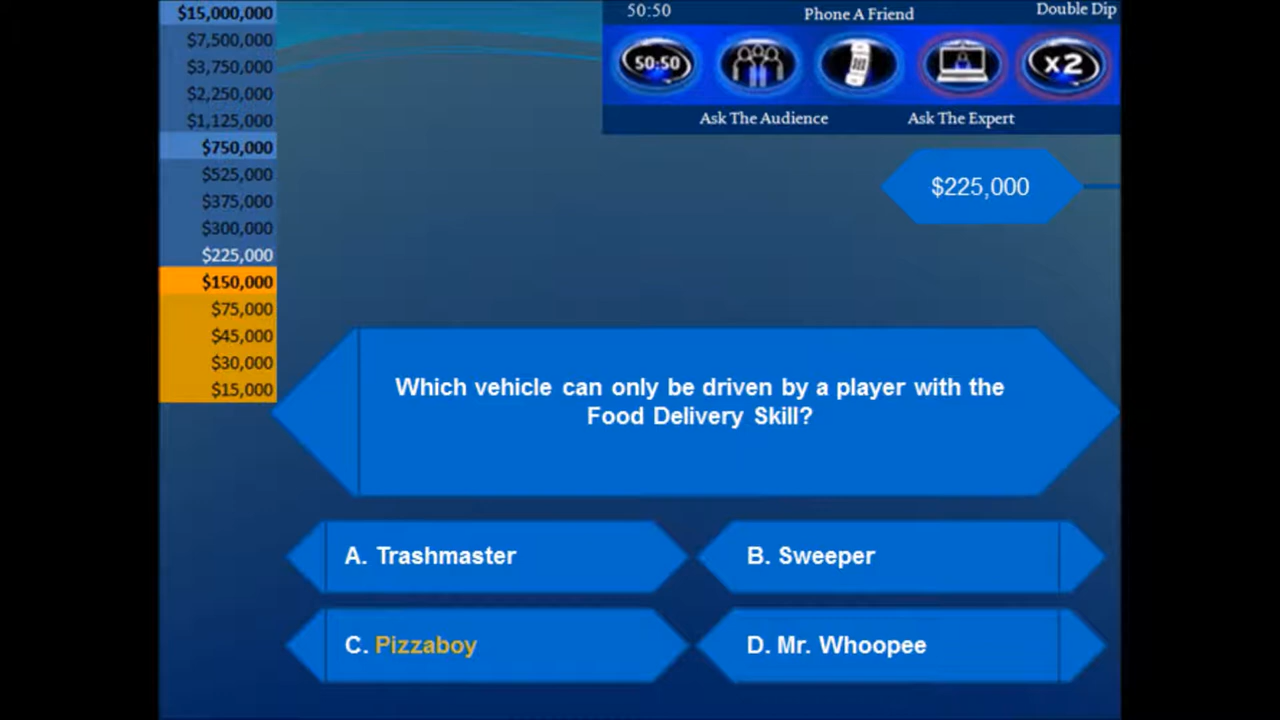 $15,000,000
$7,500,000
$3,750,000
$2,250,000
$1,125,000
$750,000
$525,000
$375,000
$300,000
$225,000
$150,000
$75,000
$45,000
$30,000
$15,000
50:50
Phone A Friend
Double Dip
50:50
x2
Ask The Audience
Ask The Expert
$225,000
Which vehicle can only be driven by a player with the
Food Delivery Skill?
A. Trashmaster
B. Sweeper
C. Pizzaboy
D. Mr. Whoopee